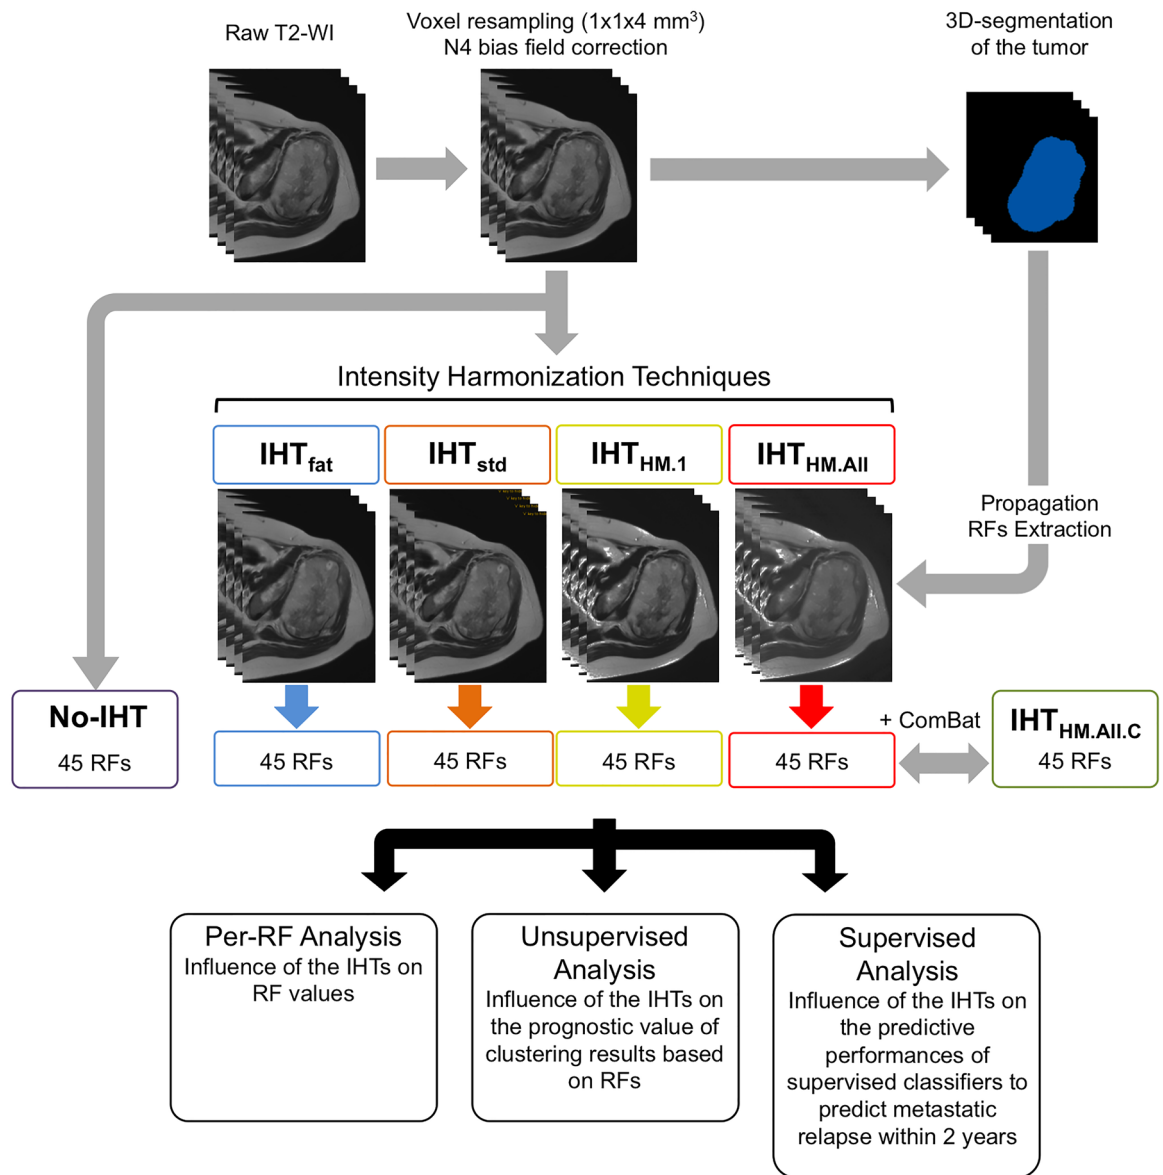 Raw T2-WI
Voxel resampling (1x1x4 mm³)
N4 bias field correction
3D-segmentation
of the tumor
Intensity Harmonization Techniques
IHTfat
IHTstd
IHTHM.1
IHTHM.All
Propagation
RFs Extraction
No-IHT
45 RFs
45 RFs
45 RFs
45 RFs
45 RFs
+ ComBat
IHTHM.All.C
45 RFs
Per-RF Analysis
Influence of the IHTs on
RF values
Unsupervised
Analysis
Influence of the IHTs on
the prognostic value of
clustering results based
on RFs
Supervised
Analysis
Influence of the IHTs on
the predictive
performances of
supervised classifiers to
predict metastatic
relapse within 2 years